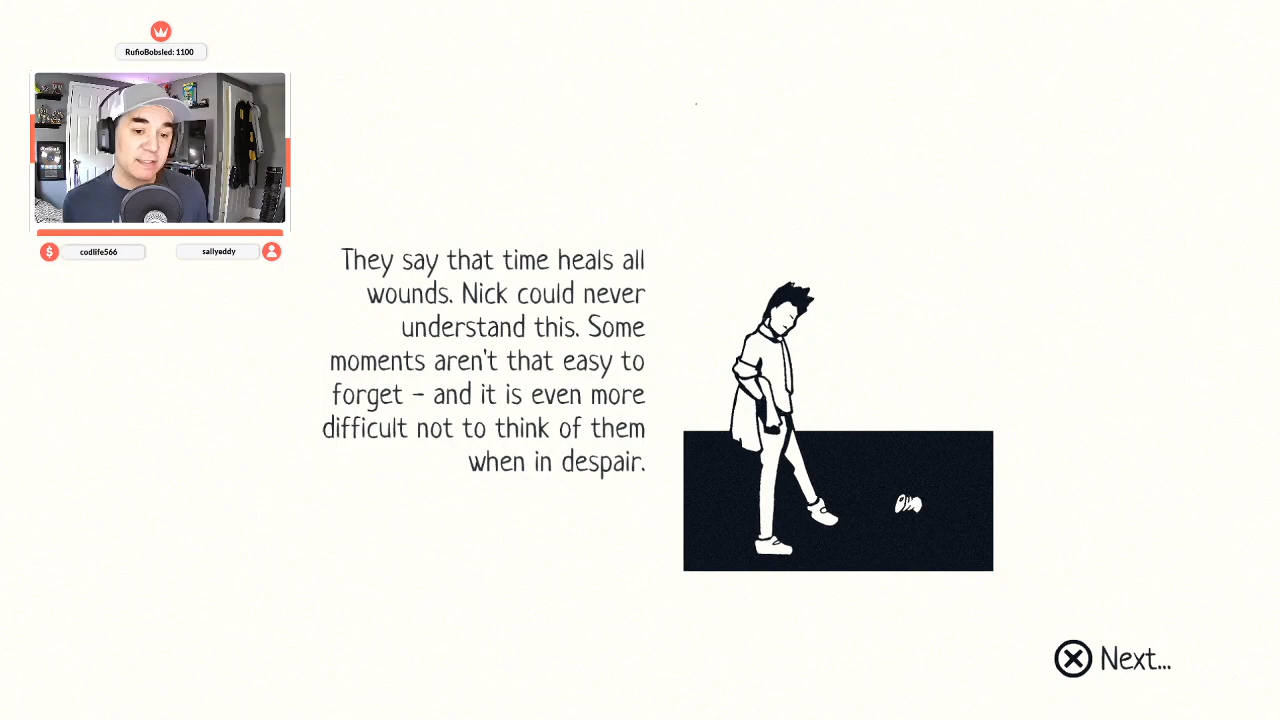 RufioBobsled: 1100
codlife566
sallyeddy
They say that time heals all
wounds. Nick could never
understand this. Some
moments aren't that easy to
forget – and it is even more
difficult not to think of them
when in despair.
Next...